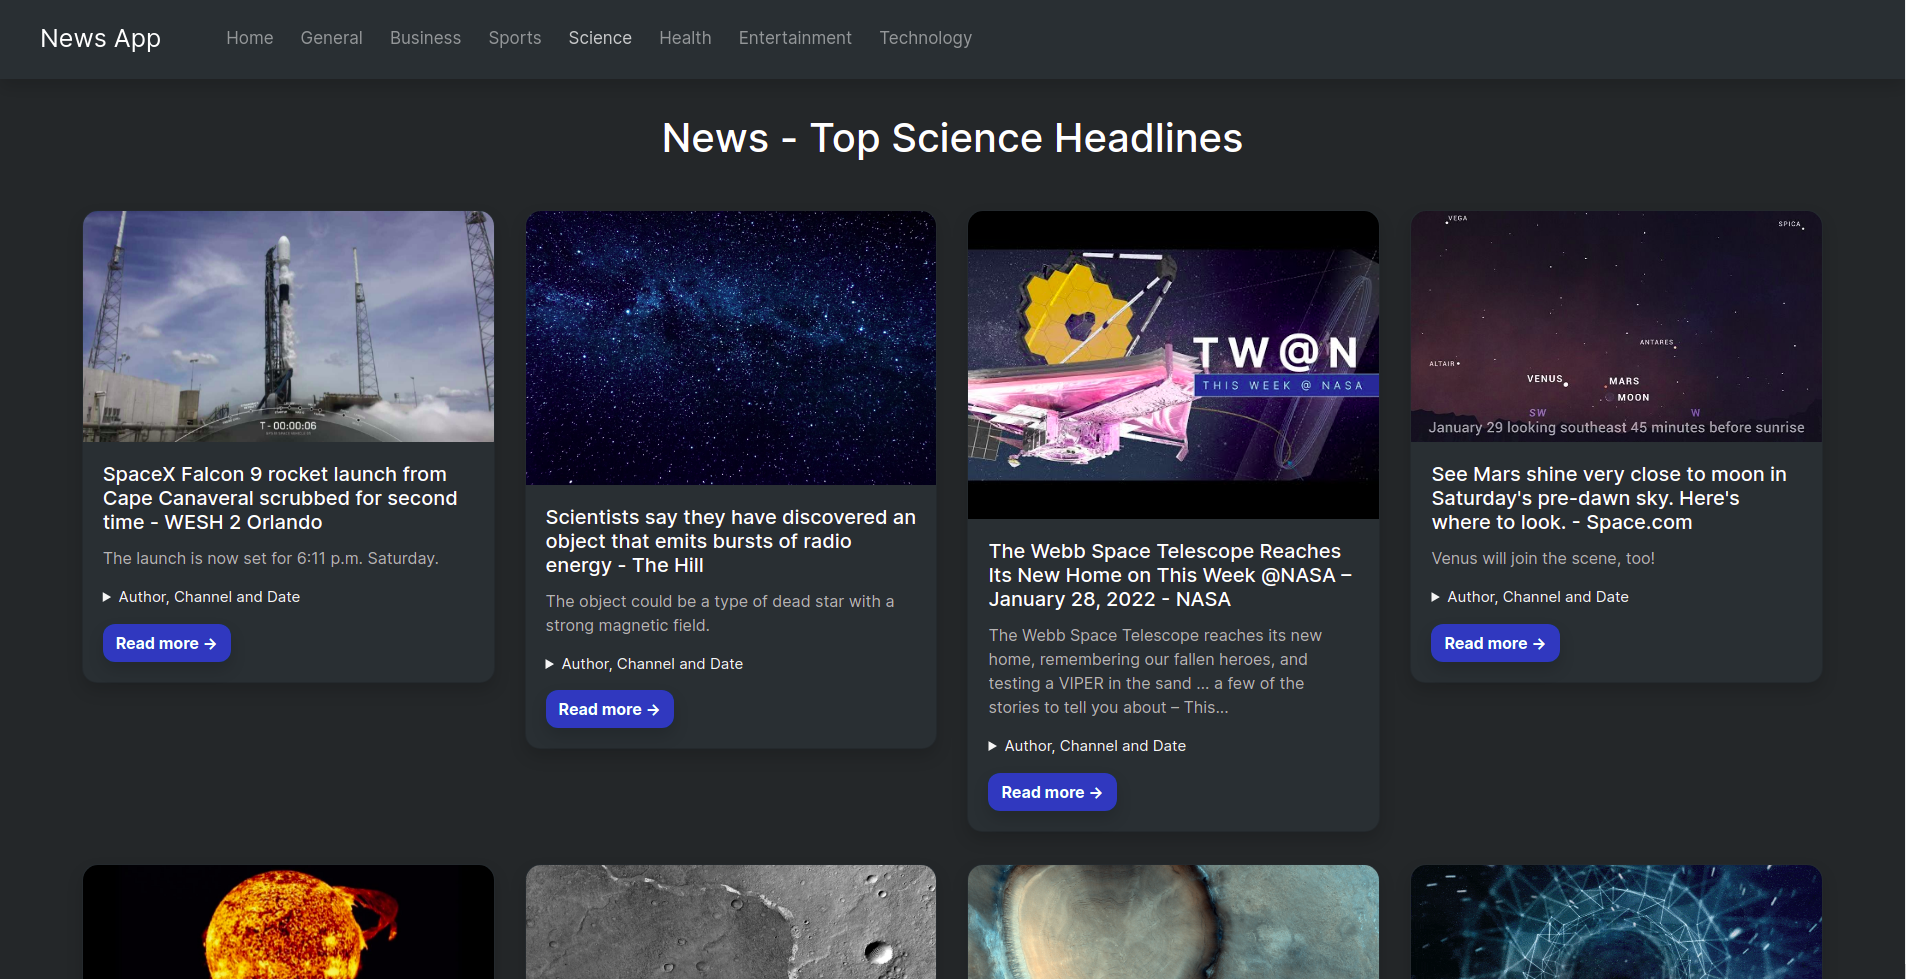 News App
Home
General
Business
Sports
Science
Health
Entertainment
Technology
News - Top Science Headlines
T - 00:00:06
SpaceX Falcon 9 rocket launch from
Cape Canaveral scrubbed for second
time - WESH 2 Orlando
The launch is now set for 6:11 p.m. Saturday.
Author, Channel and Date
Read more →
Scientists say they have discovered an
object that emits bursts of radio
energy - The Hill
The object could be a type of dead star with a
strong magnetic field.
Author, Channel and Date
Read more →
TW@N
THIS WEEK @ NASA
The Webb Space Telescope Reaches
Its New Home on This Week @NASA –
January 28, 2022 - NASA
The Webb Space Telescope reaches its new
home, remembering our fallen heroes, and
testing a VIPER in the sand … a few of the
stories to tell you about – This…
Author, Channel and Date
Read more →
VEGA
SPICA
ANTARES
ALTAIR
VENUS
MARS
MOON
SW
W
January 29 looking southeast 45 minutes before sunrise
See Mars shine very close to moon in
Saturday's pre-dawn sky. Here's
where to look. - Space.com
Venus will join the scene, too!
Author, Channel and Date
Read more →